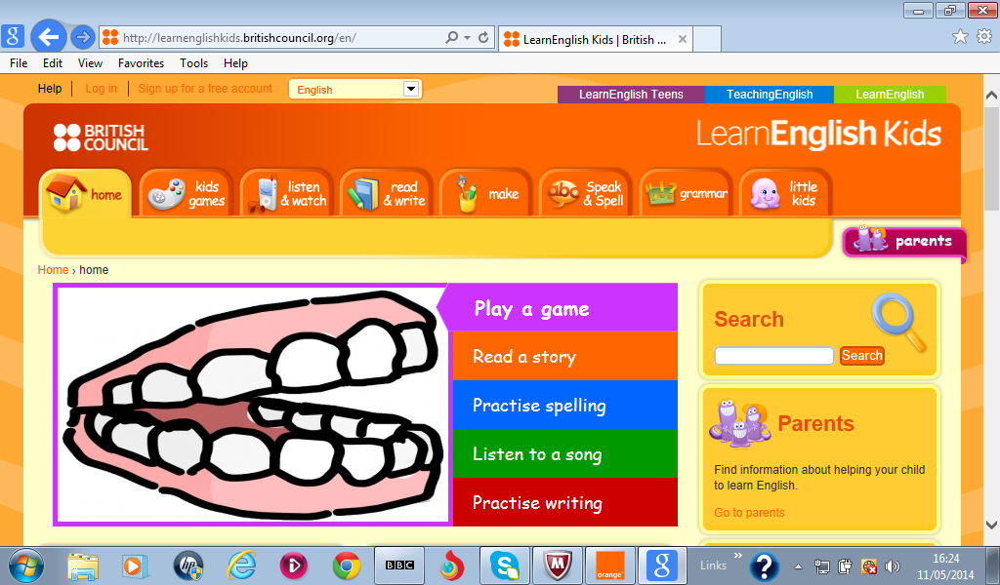 http://learnenglishkids.britishcouncil.org/en/
LearnEnglish Kids | British ...
File Edit View Favorites Tools Help
Help Log in Sign up for a free account English
LearnEnglish Teens TeachingEnglish LearnEnglish
BRITISH
COUNCIL
LearnEnglish Kids
home
kids
games
listen
& watch
read
& write
make
abc
Speak
& Spell
grammar
little
kids
parents
Home › home
Play a game
Read a story
Practise spelling
Listen to a song
Practise writing
Search
Search
Parents
Find information about helping your child
to learn English.
Go to parents
hp
BBC
orange
Links
16:24
11/05/2014